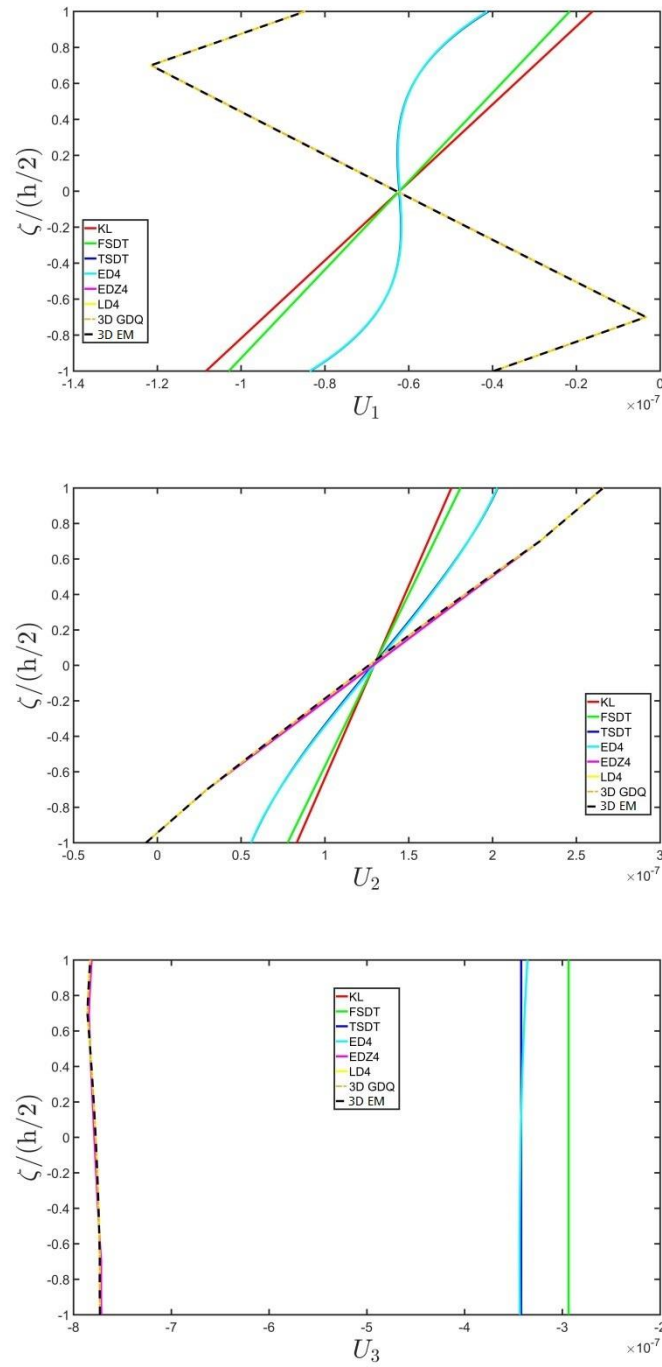 1
0.8
0.6
0.4
0.2
0
-0.2
-0.4
-0.6
-0.8
-1
ζ/(h/2)
KL
FSDT
TSDT
ED4
EDZ4
LD4
3D GDQ
3D EM
-1.4
-1.2
-1
-0.8
-0.6
-0.4
-0.2
0
U₁
×10⁻⁷
1
0.8
0.6
0.4
0.2
0
-0.2
-0.4
-0.6
-0.8
-1
ζ/(h/2)
KL
FSDT
TSDT
ED4
EDZ4
LD4
3D GDQ
3D EM
-0.5
0
0.5
1
1.5
2
2.5
3
U₂
×10⁻⁷
1
0.8
0.6
0.4
0.2
0
-0.2
-0.4
-0.6
-0.8
-1
ζ/(h/2)
KL
FSDT
TSDT
ED4
EDZ4
LD4
3D GDQ
3D EM
-8
-7
-6
-5
-4
-3
-2
U₃
×10⁻⁷